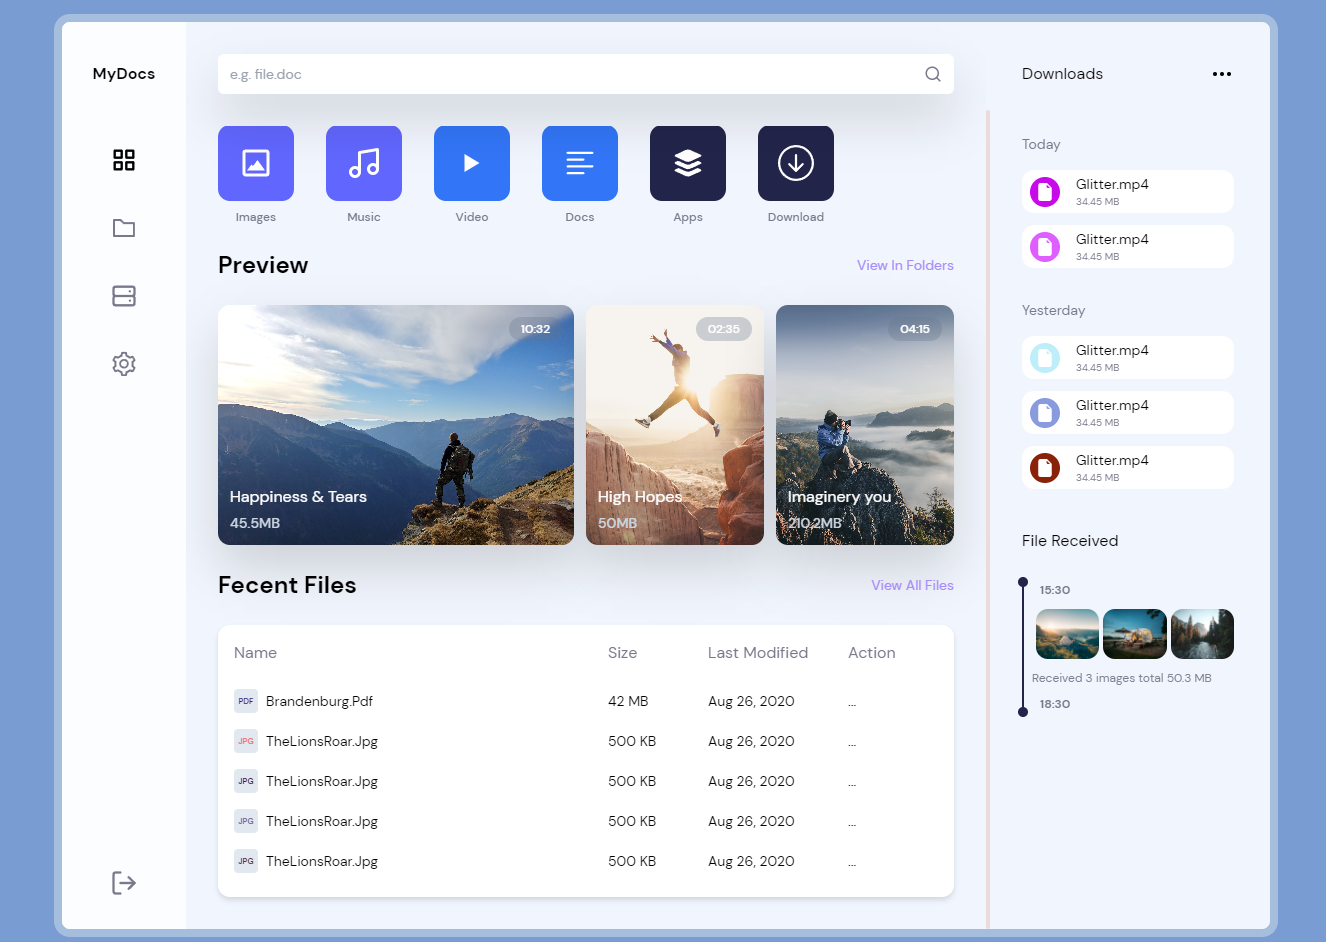 MyDocs
e.g. file.doc
Images Music Video Docs Apps Download
Preview View In Folders
10:32
Happiness & Tears
45.5MB
02:35
High Hopes
50MB
04:15
Imaginery you
210.2MB
Fecent Files View All Files
Name Size Last Modified Action
PDF Brandenburg.Pdf 42 MB Aug 26, 2020 ...
JPG TheLionsRoar.Jpg 500 KB Aug 26, 2020 ...
JPG TheLionsRoar.Jpg 500 KB Aug 26, 2020 ...
JPG TheLionsRoar.Jpg 500 KB Aug 26, 2020 ...
JPG TheLionsRoar.Jpg 500 KB Aug 26, 2020 ...
Downloads
Today
Glitter.mp4
34.45 MB
Glitter.mp4
34.45 MB
Yesterday
Glitter.mp4
34.45 MB
Glitter.mp4
34.45 MB
Glitter.mp4
34.45 MB
File Received
15:30
Received 3 images total 50.3 MB
18:30